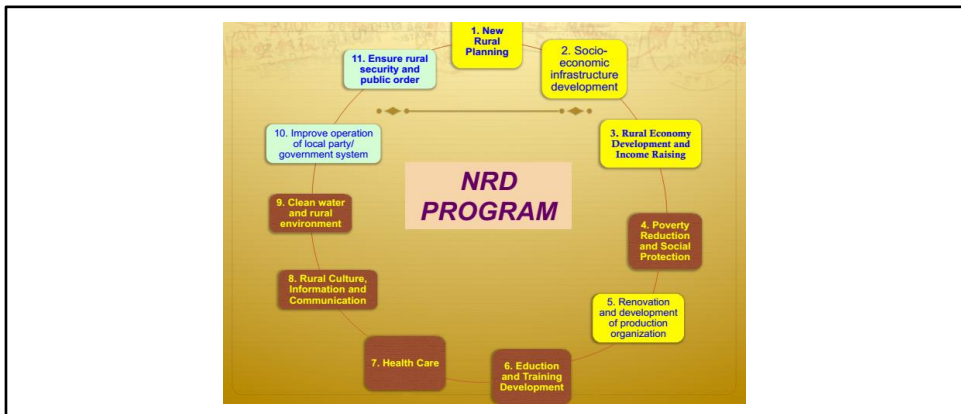 1. New
Rural
Planning
2. Socio-
economic
infrastructure
development
3. Rural Economy
Development and
Income Raising
4. Poverty
Reduction
and Social
Protection
5. Renovation
and development
of production
organization
6. Eduction
and Training
Development
7. Health Care
8. Rural Culture,
Information and
Communication
9. Clean water
and rural
environment
10. Improve operation
of local party/
government system
11. Ensure rural
security and
public order
NRD
PROGRAM